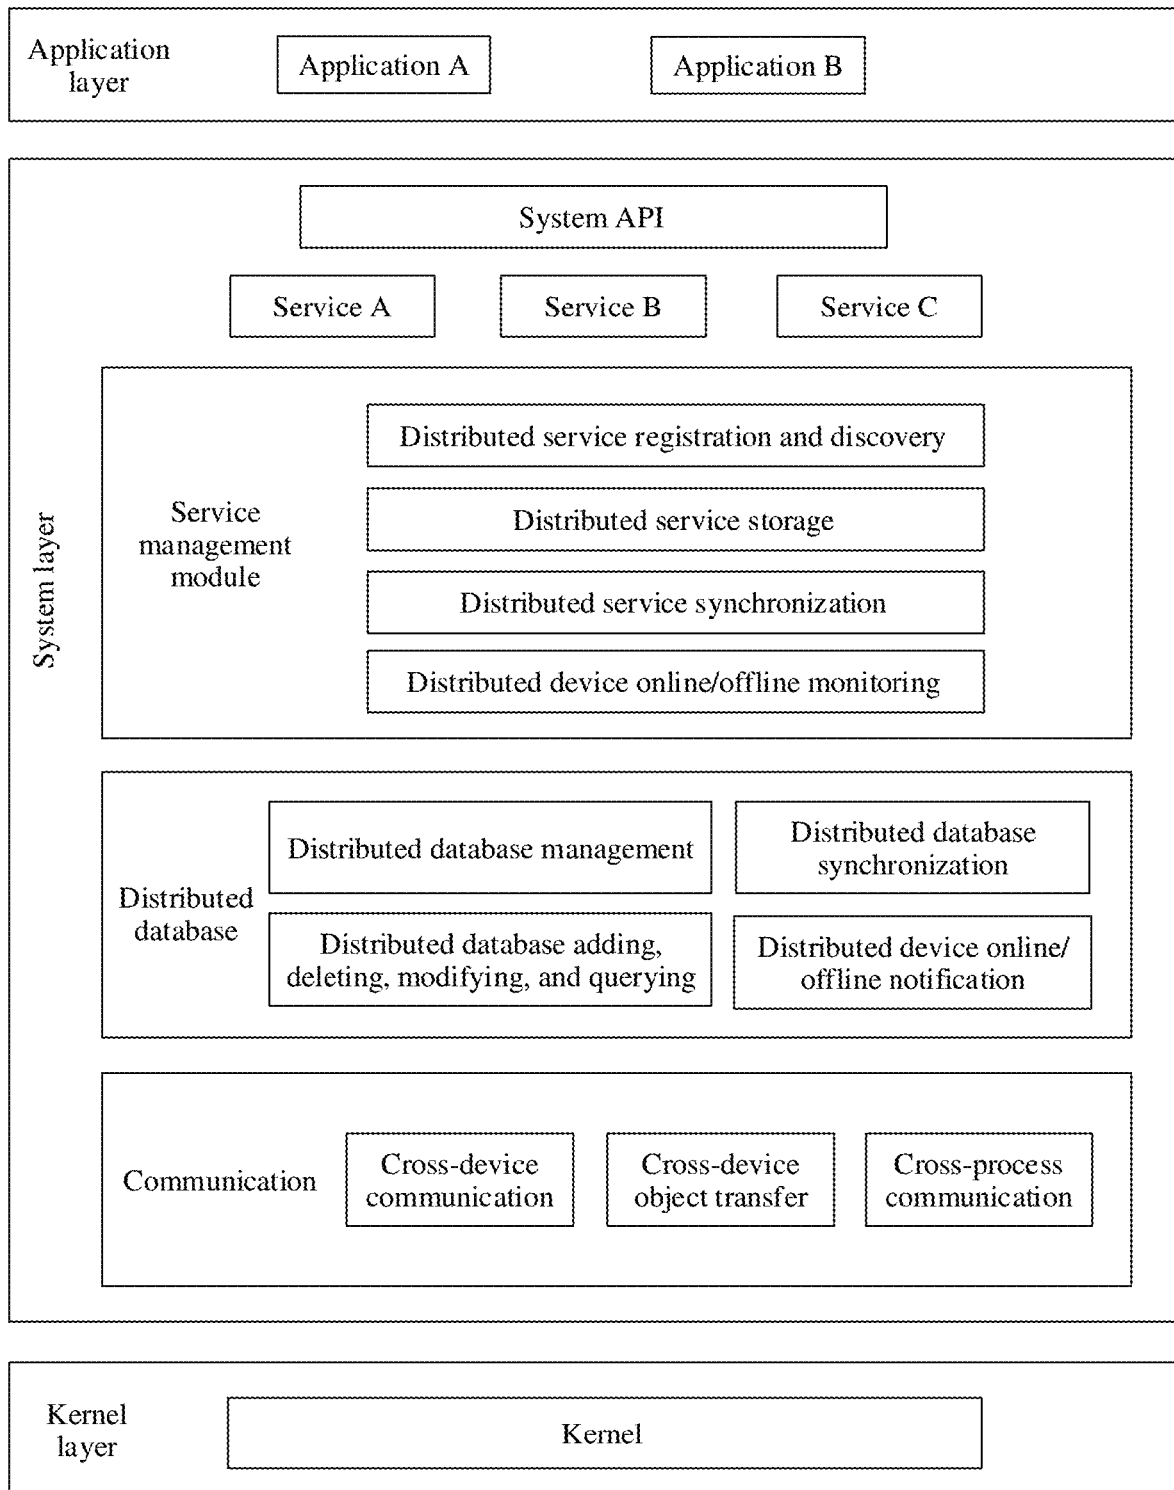 Application
layer
Application A
Application B
System layer
System API
Service A
Service B
Service C
Service
management
module
Distributed service registration and discovery
Distributed service storage
Distributed service synchronization
Distributed device online/offline monitoring
Distributed
database
Distributed database management
Distributed database
synchronization
Distributed database adding,
deleting, modifying, and querying
Distributed device online/
offline notification
Communication
Cross-device
communication
Cross-device
object transfer
Cross-process
communication
Kernel
layer
Kernel